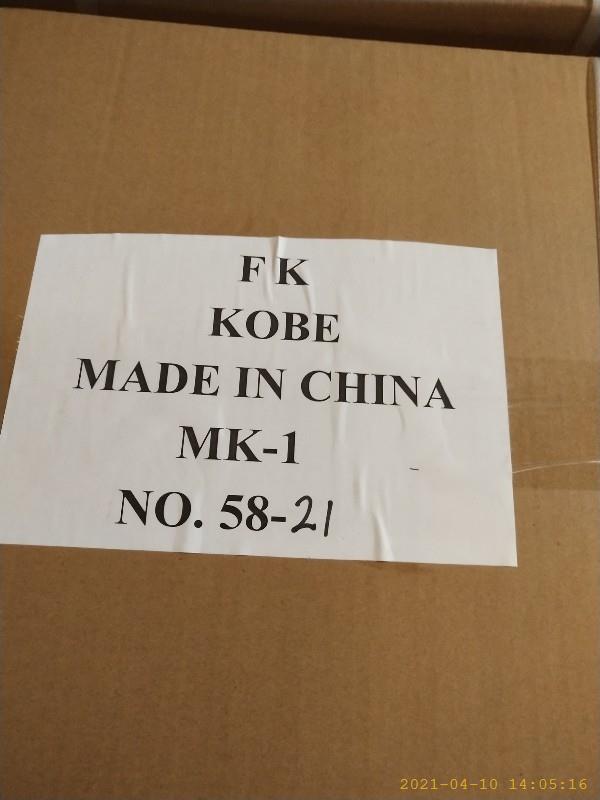 F K
KOBE
MADE IN CHINA
MK-1
NO. 58-21
2021-04-10 14:05:16